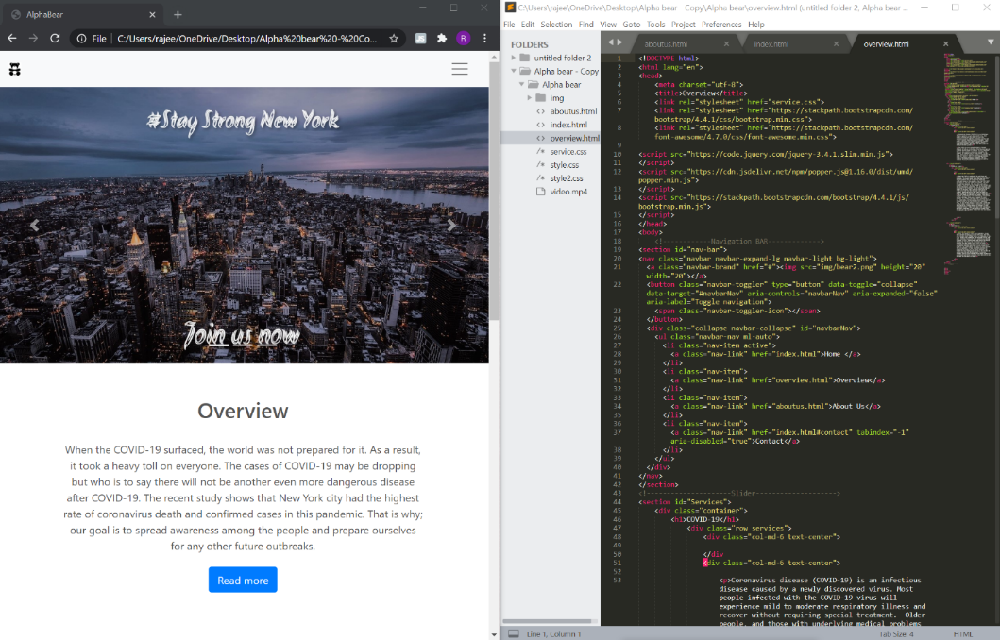 AlphaBear
File | C:/Users/rajee/OneDrive/Desktop/Alpha%20bear%20-%20Co...
R
#Stay Strong New York
Join us now
Overview
When the COVID-19 surfaced, the world was not prepared for it. As a result,
it took a heavy toll on everyone. The cases of COVID-19 may be dropping
but who is to say there will not be another even more dangerous disease
after COVID-19. The recent study shows that New York city had the highest
rate of coronavirus death and confirmed cases in this pandemic. That is why;
our goal is to spread awareness among the people and prepare ourselves
for any other future outbreaks.
Read more
C:\Users\rajee\OneDrive\Desktop\Alpha bear - Copy\Alpha bear\overview.html (untitled folder 2, Alpha bear ...
File Edit Selection Find View Goto Tools Project Preferences Help
FOLDERS
untitled folder 2
Alpha bear - Copy
Alpha bear
img
aboutus.html
index.html
overview.html
service.css
style.css
style2.css
video.mp4
aboutus.html index.html overview.html
1 <!DOCTYPE html>
2 <html lang="en">
3 <head>
4 <meta charset="utf-8">
5 <title>Overview</title>
6 <link rel="stylesheet" href="service.css">
7 <link rel="stylesheet" href="https://stackpath.bootstrapcdn.com/
bootstrap/4.4.1/css/bootstrap.min.css">
8 <link rel="stylesheet" href="https://stackpath.bootstrapcdn.com/
font-awesome/4.7.0/css/font-awesome.min.css">
9
10 <script src="https://code.jquery.com/jquery-3.4.1.slim.min.js">
11 </script>
12 <script src="https://cdn.jsdelivr.net/npm/popper.js@1.16.0/dist/umd/
popper.min.js">
13 </script>
14 <script src="https://stackpath.bootstrapcdn.com/bootstrap/4.4.1/js/
bootstrap.min.js">
15 </script>
16 </head>
17 <body>
18 <!------------Navigation BAR------------->
19 <section id="nav-bar">
20 <nav class="navbar navbar-expand-lg navbar-light bg-light">
21 <a class="navbar-brand" href="#"><img src="img/bear2.png" height="20"
width="20"></a>
22 <button class="navbar-toggler" type="button" data-toggle="collapse"
data-target="#navbarNav" aria-controls="navbarNav" aria-expanded="false"
aria-label="Toggle navigation">
23 <span class="navbar-toggler-icon"></span>
24 </button>
25 <div class="collapse navbar-collapse" id="navbarNav">
26 <ul class="navbar-nav ml-auto">
27 <li class="nav-item active">
28 <a class="nav-link" href="index.html">Home </a>
29 </li>
30 <li class="nav-item">
31 <a class="nav-link" href="overview.html">Overview</a>
32 </li>
33 <li class="nav-item">
34 <a class="nav-link" href="aboutus.html">About Us</a>
35 </li>
36 <li class="nav-item">
37 <a class="nav-link" href="index.html#contact" tabindex="-1"
aria-disabled="true">Contact</a>
38 </li>
39 </ul>
40 </div>
41 </nav>
42 </section>
43 <!---------------------Slider-------------------->
44 <section id="Services">
45 <div class="container">
46 <h1>COVID-19</h1>
47 <div class="row services">
48 <div class="col-md-6 text-center">
49
50 </div
51 <div class="col-md-6 text-center">
52
53 <p>Coronavirus disease (COVID-19) is an infectious
disease caused by a newly discovered virus. Most
people infected with the COVID-19 virus will
experience mild to moderate respiratory illness and
recover without requiring special treatment. Older
people, and those with underlying medical problems
Line 1, Column 1 Tab Size: 4 HTML